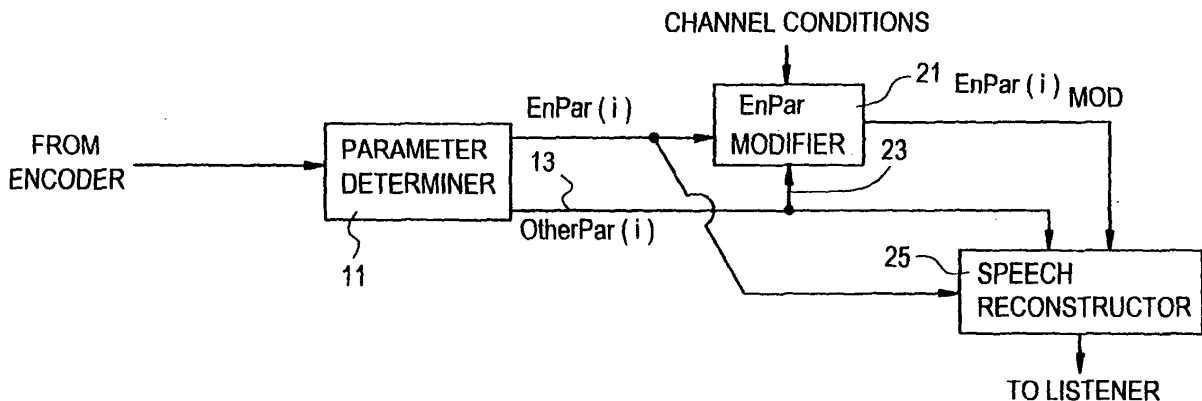 CHANNEL CONDITIONS
FROM
ENCODER
PARAMETER
DETERMINER
11
EnPar ( i )
13
OtherPar ( i )
EnPar
MODIFIER
21
EnPar ( i ) MOD
23
25
SPEECH
RECONSTRUCTOR
TO LISTENER